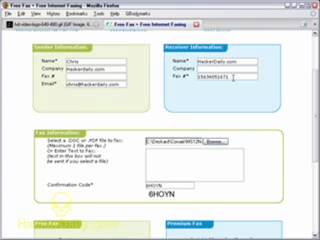 Free Fax • Free Internet Faxing - Mozilla Firefox
File Edit View History Bookmarks Tools Help
Free Fax • Free Internet Faxing
Sender Information:
Receiver Information:
Name* Chris
Name* HackerDaily.com
Company HackerDaily.com
Company
Fax #
Fax #*
Email* chris@hackerdaily.com
Fax Information:
Select a .DOC or .PDF file to Fax:
(Maximum 1 file per fax.)
Or Enter Text to Fax:
(text in this box will not
be sent if you select a file)
Browse...
Confirmation Code* 6HOYN
6HOYN
Free Fax
Premium Fax